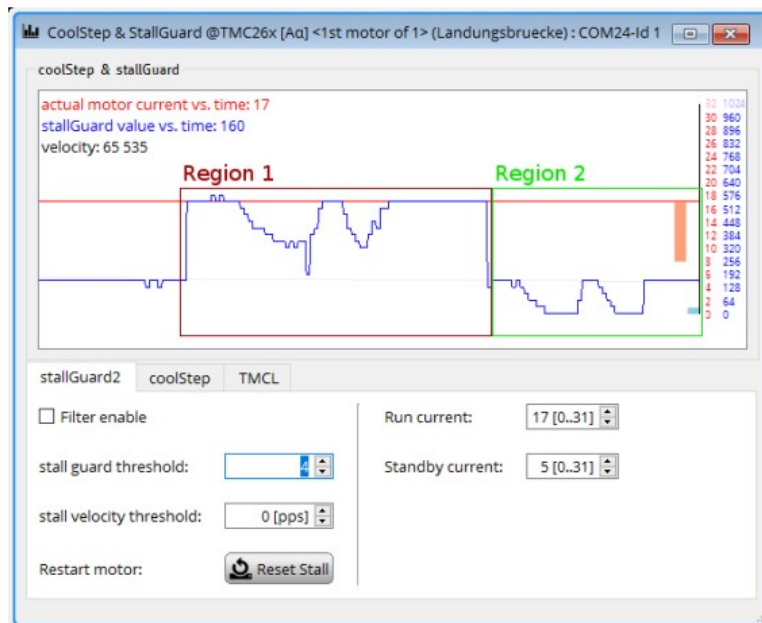 CoolStep & StallGuard @TMC26x [Aα] <1st motor of 1> (Landungsbruecke) : COM24-Id 1
coolStep & stallGuard
actual motor current vs. time: 17
stallGuard value vs. time: 160
velocity: 65 535
Region 1
Region 2
32 1024
30 960
28 896
26 832
24 768
22 704
20 640
18 576
16 512
14 448
12 384
10 320
8 256
6 192
4 128
2 64
0 0
stallGuard2
coolStep
TMCL
Filter enable
Run current: 17 [0..31]
stall guard threshold: 4
Standby current: 5 [0..31]
stall velocity threshold: 0 [pps]
Restart motor: Reset Stall